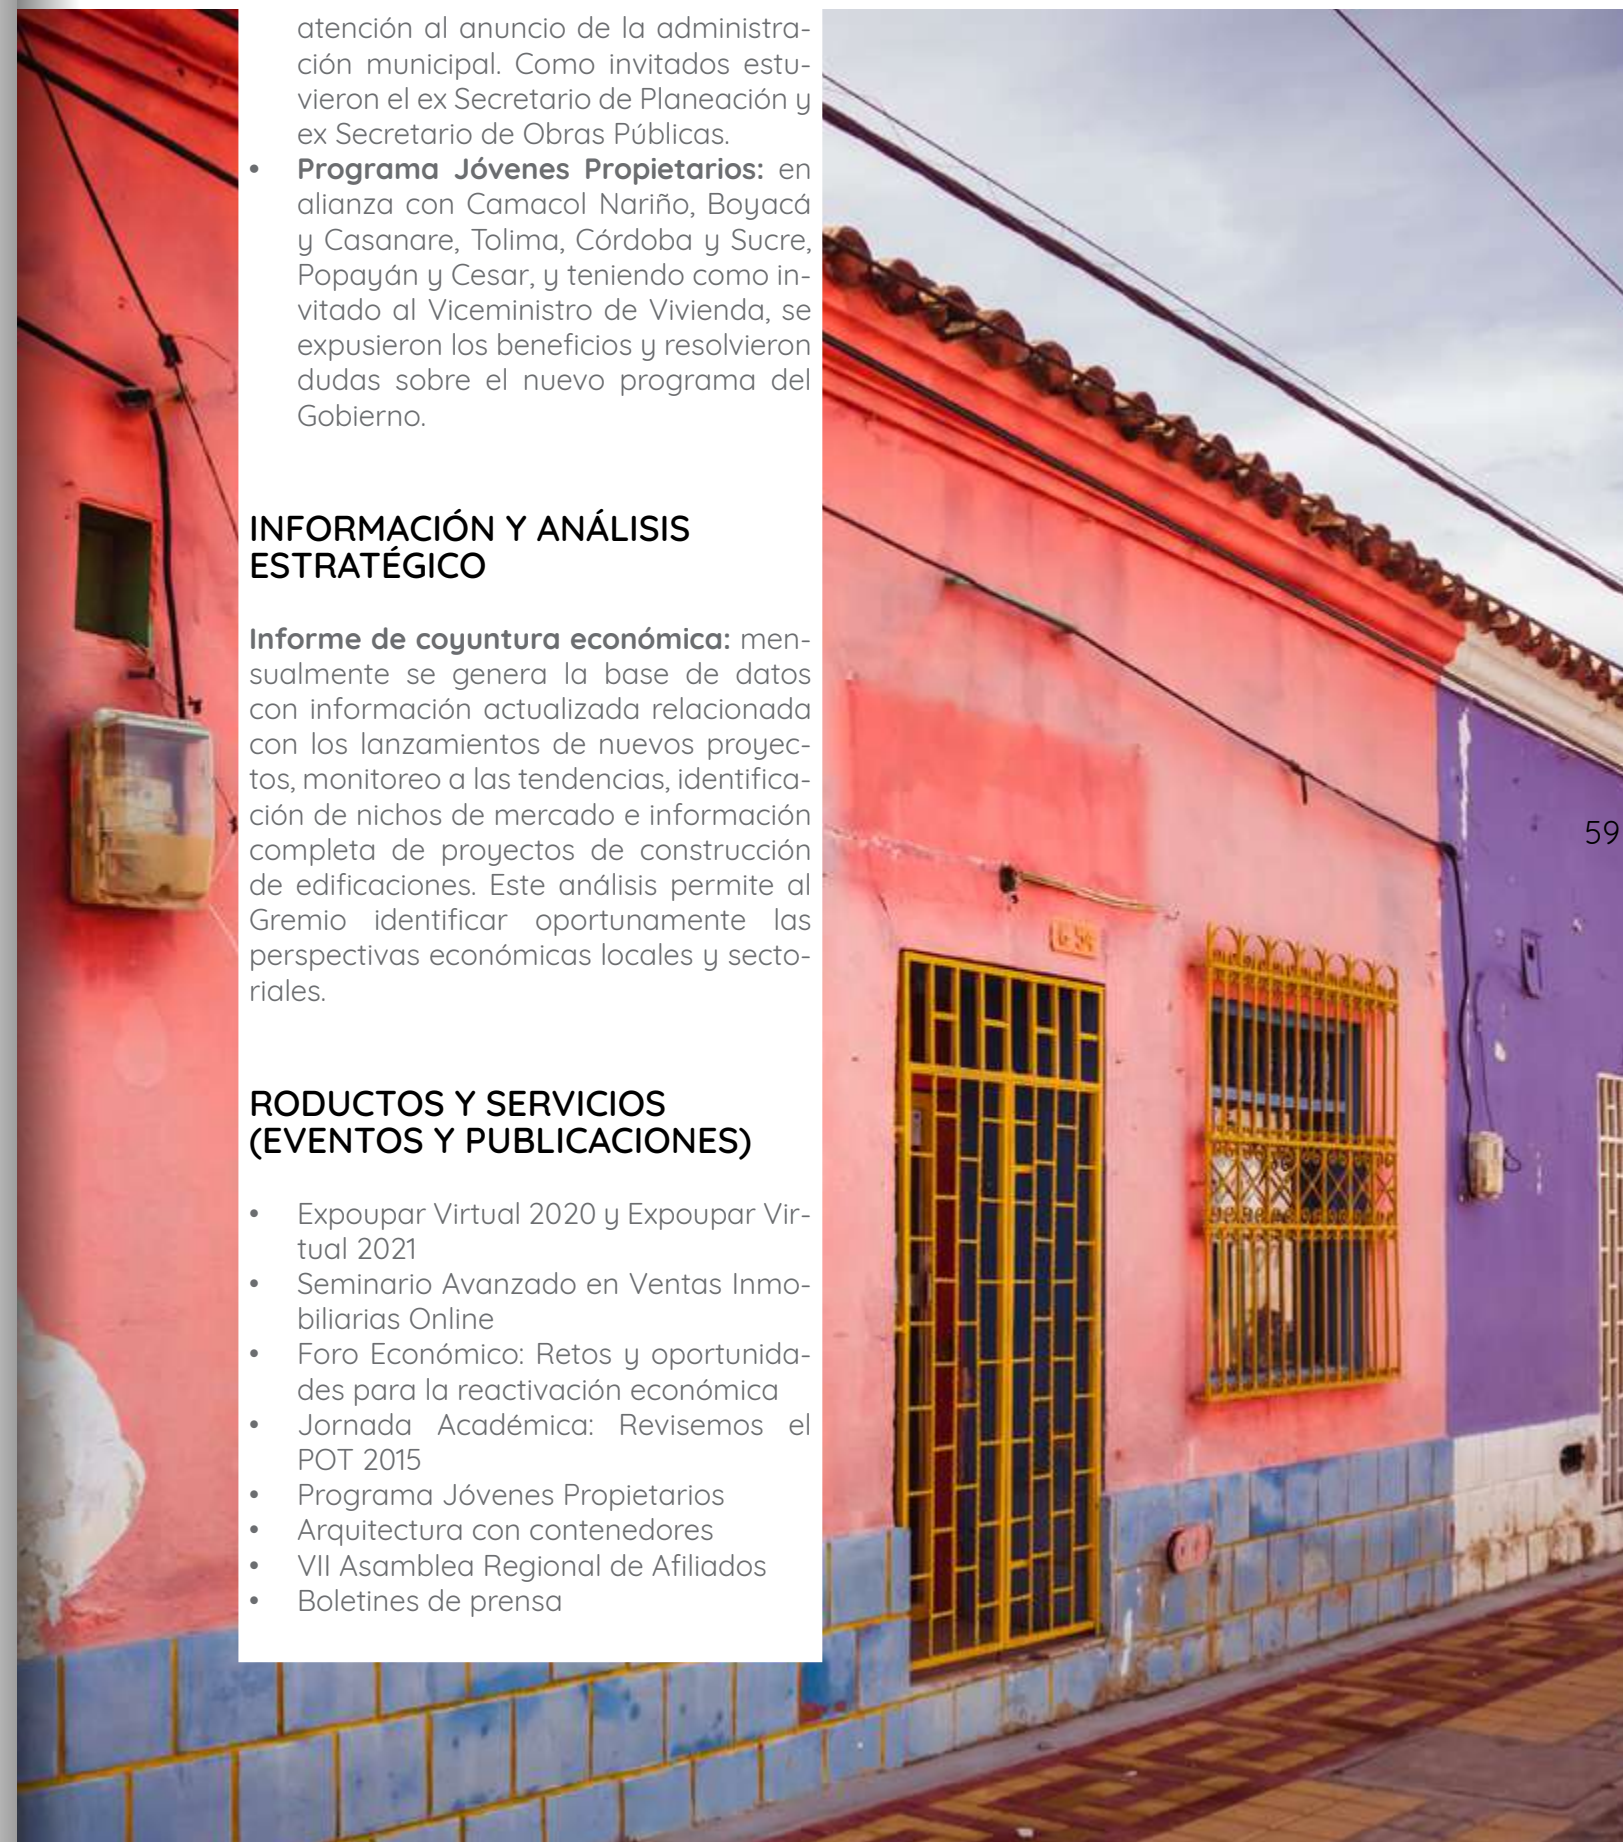 atención al anuncio de la administra-
ción municipal. Como invitados estu-
vieron el ex Secretario de Planeación y
ex Secretario de Obras Públicas.
• Programa Jóvenes Propietarios: en
alianza con Camacol Nariño, Boyacá
y Casanare, Tolima, Córdoba y Sucre,
Popayán y Cesar, y teniendo como in-
vitado al Viceministro de Vivienda, se
expusieron los beneficios y resolvieron
dudas sobre el nuevo programa del
Gobierno.
INFORMACIÓN Y ANÁLISIS
ESTRATÉGICO
Informe de coyuntura económica: men-
sualmente se genera la base de datos
con información actualizada relacionada
con los lanzamientos de nuevos proyec-
tos, monitoreo a las tendencias, identifica-
ción de nichos de mercado e información
completa de proyectos de construcción
de edificaciones. Este análisis permite al
Gremio identificar oportunamente las
perspectivas económicas locales y secto-
riales.
RODUCTOS Y SERVICIOS
(EVENTOS Y PUBLICACIONES)
• Expoupar Virtual 2020 y Expoupar Vir-
tual 2021
• Seminario Avanzado en Ventas Inmo-
biliarias Online
• Foro Económico: Retos y oportunida-
des para la reactivación económica
• Jornada Académica: Revisemos el
POT 2015
• Programa Jóvenes Propietarios
• Arquitectura con contenedores
• VII Asamblea Regional de Afiliados
• Boletines de prensa
59